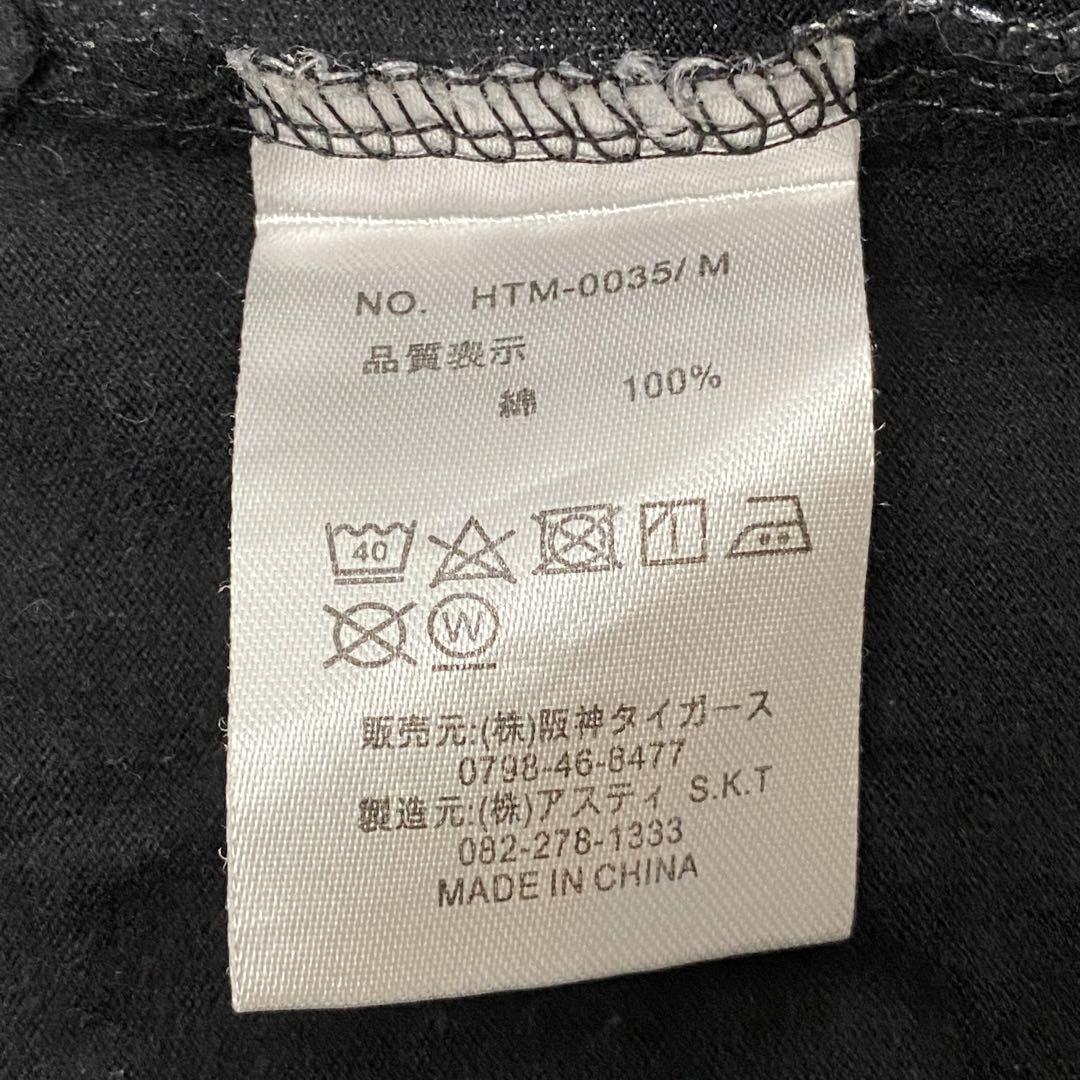 NO. HTM-0035/ M
品質表示
綿 100%
40
W
販売元:(株)阪神タイガース
0798-46-8477
製造元:(株)アスティ S.K.T
082-278-1333
MADE IN CHINA